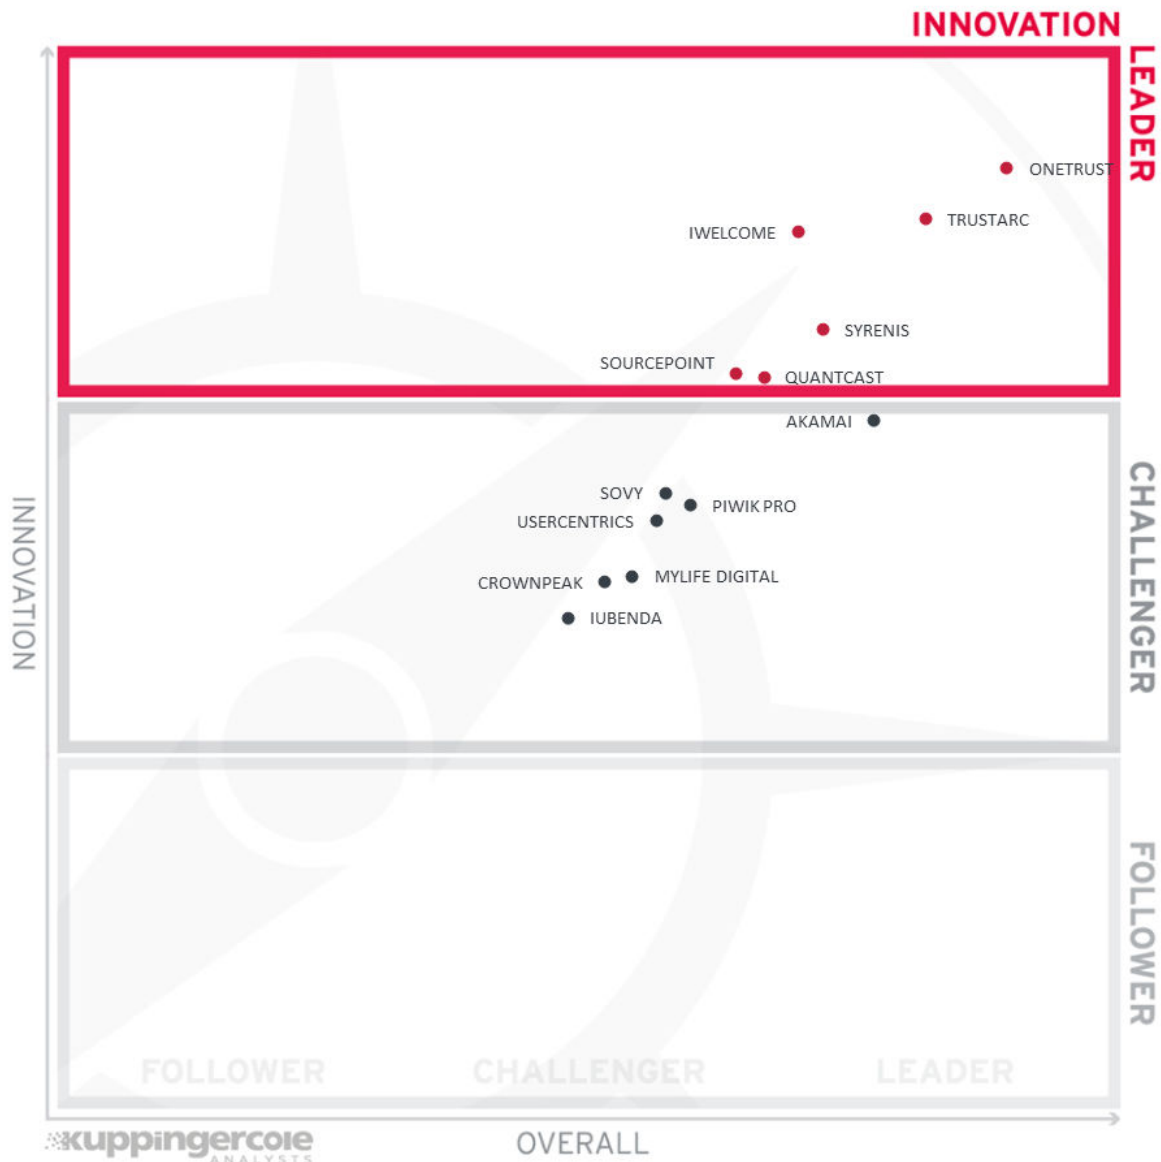 INNOVATION
LEADER
ONETRUST
TRUSTARC
IWELCOME
SYRENIS
SOURCEPOINT
QUANTCAST
AKAMAI
CHALLENGER
SOVY
PIWIK PRO
USERCENTRICS
INNOVATION
MYLIFE DIGITAL
CROWNPEAK
IUBENDA
FOLLOWER
FOLLOWER CHALLENGER LEADER
kuppingercole
ANALYSTS
OVERALL